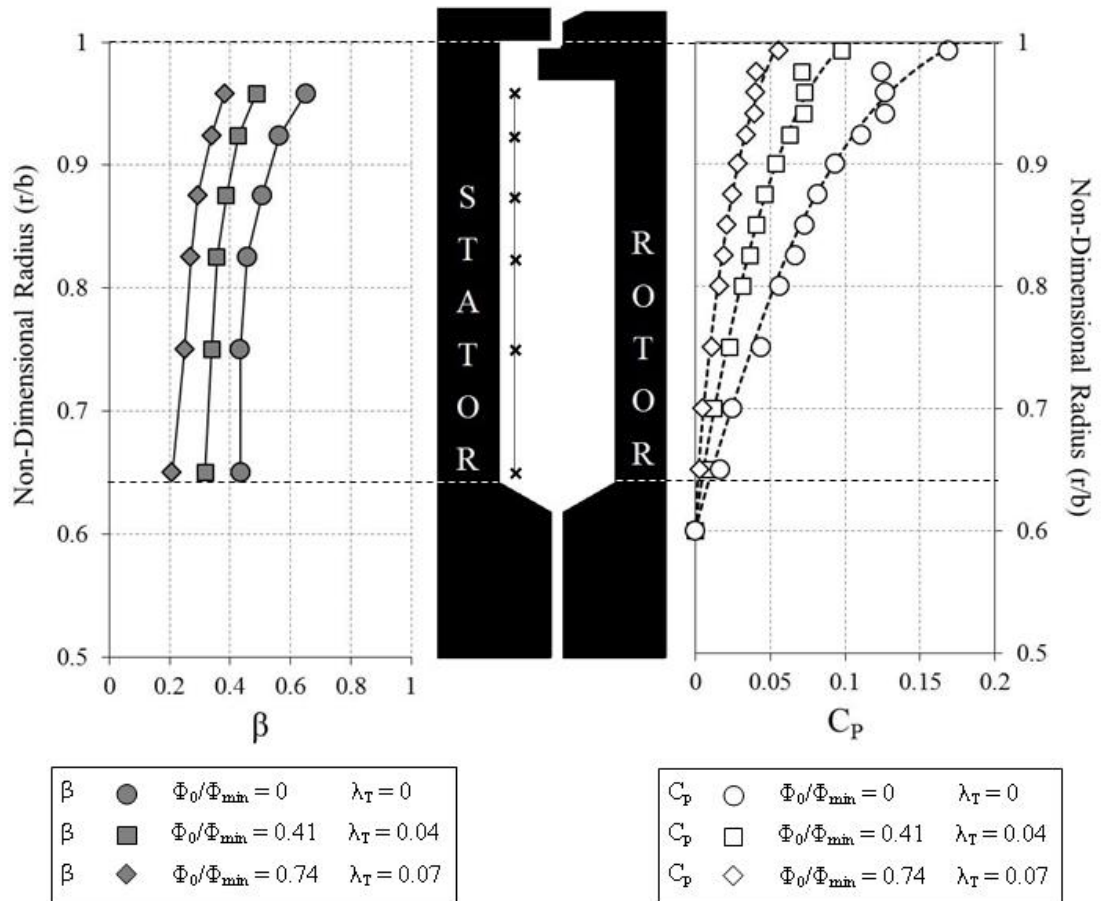 Non-Dimensional Radius (r/b)
1
0.9
0.8
0.7
0.6
0.5
0 0.2 0.4 0.6 0.8 1
β
STATOR
ROTOR
1
0.9
0.8
0.7
0.6
0.5
Non-Dimensional Radius (r/b)
0 0.05 0.1 0.15 0.2
C_P
β Φ₀/Φ_min = 0 λ_T = 0
β Φ₀/Φ_min = 0.41 λ_T = 0.04
β Φ₀/Φ_min = 0.74 λ_T = 0.07
C_p Φ₀/Φ_min = 0 λ_T = 0
C_p Φ₀/Φ_min = 0.41 λ_T = 0.04
C_p Φ₀/Φ_min = 0.74 λ_T = 0.07